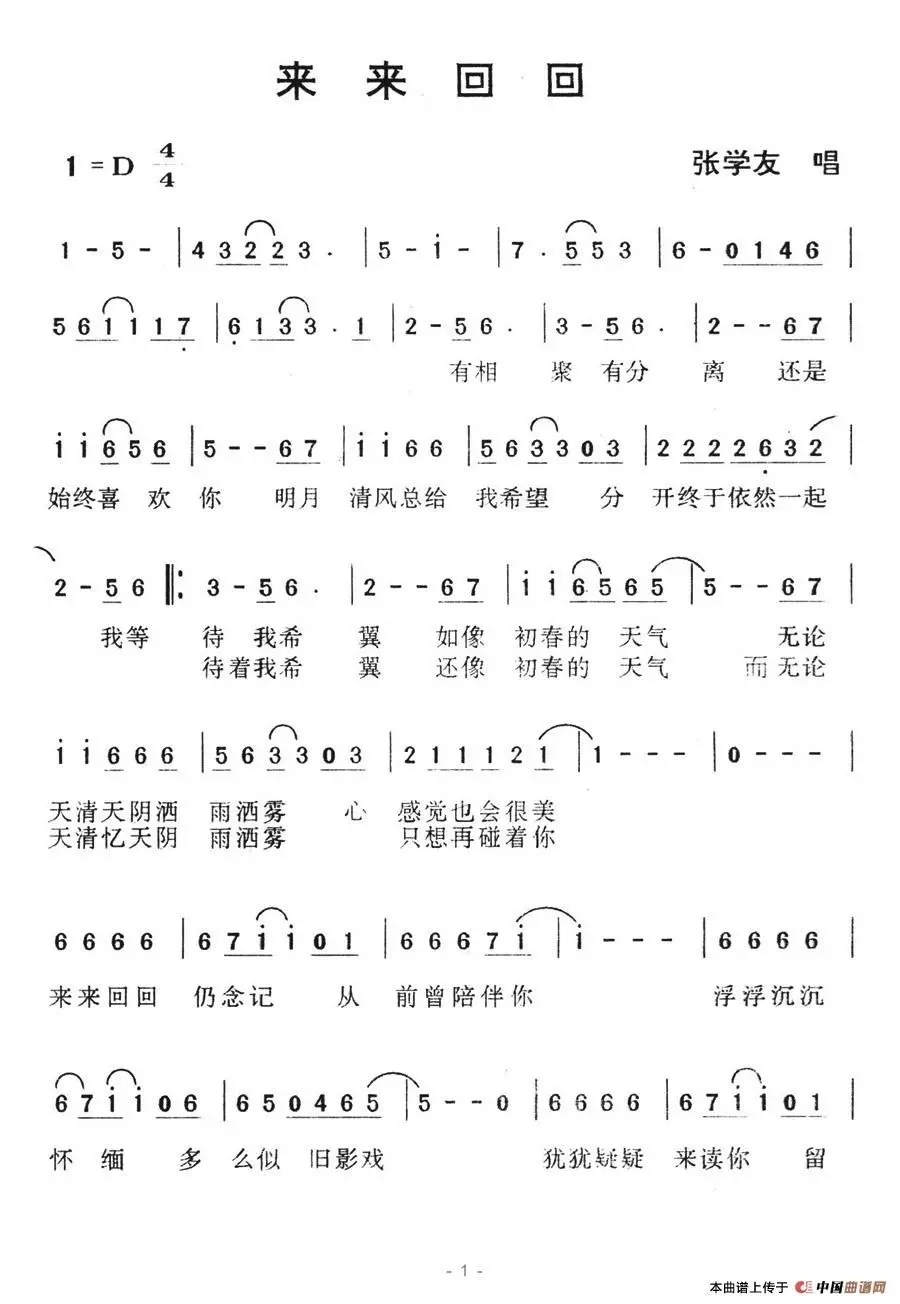 来来回回
1=D 4/4 张学友 唱
1 - 5 - | 4 3 2 2 3 . | 5 - i - | 7 . 5 5 3 | 6 - 0 1 4 6 |
5 6 1 1 1 7 | 6 1 3 3 . 1 | 2 - 5 6 . | 3 - 5 6 . | 2 - - 6 7 |
有相 聚 有分 离 还是
i i 6 5 6 | 5 - - 6 7 | i i 6 6 | 5 6 3 3 0 3 | 2 2 2 2 6 3 2 |
始终喜 欢你 明月 清风总给 我希望 分 开终于依然一起
2 - 5 6 ‖: 3 - 5 6 . | 2 - - 6 7 | i i 6 5 6 5 | 5 - - 6 7 |
我等 待 我希 翼 如像 初春的 天气 无论
待着我希 翼 还像 初春的 天气 而无论
i i 6 6 6 | 5 6 3 3 0 3 | 2 1 1 1 2 1 | 1 - - - | 0 - - - |
天清天阴洒 雨洒雾 心 感觉也会很美
天清忆天阴 雨洒雾 只想再碰着你
6 6 6 6 | 6 7 i i 0 1 | 6 6 6 7 i | i - - - | 6 6 6 6 |
来来回回 仍念记 从 前曾陪伴你 浮浮沉沉
6 7 i i 0 6 | 6 5 0 4 6 5 | 5 - - 0 | 6 6 6 6 | 6 7 i i 0 1 |
怀 缅 多 么似 旧影戏 犹犹疑疑 来读你 留
- 1 -
本曲谱上传于 中国曲谱网